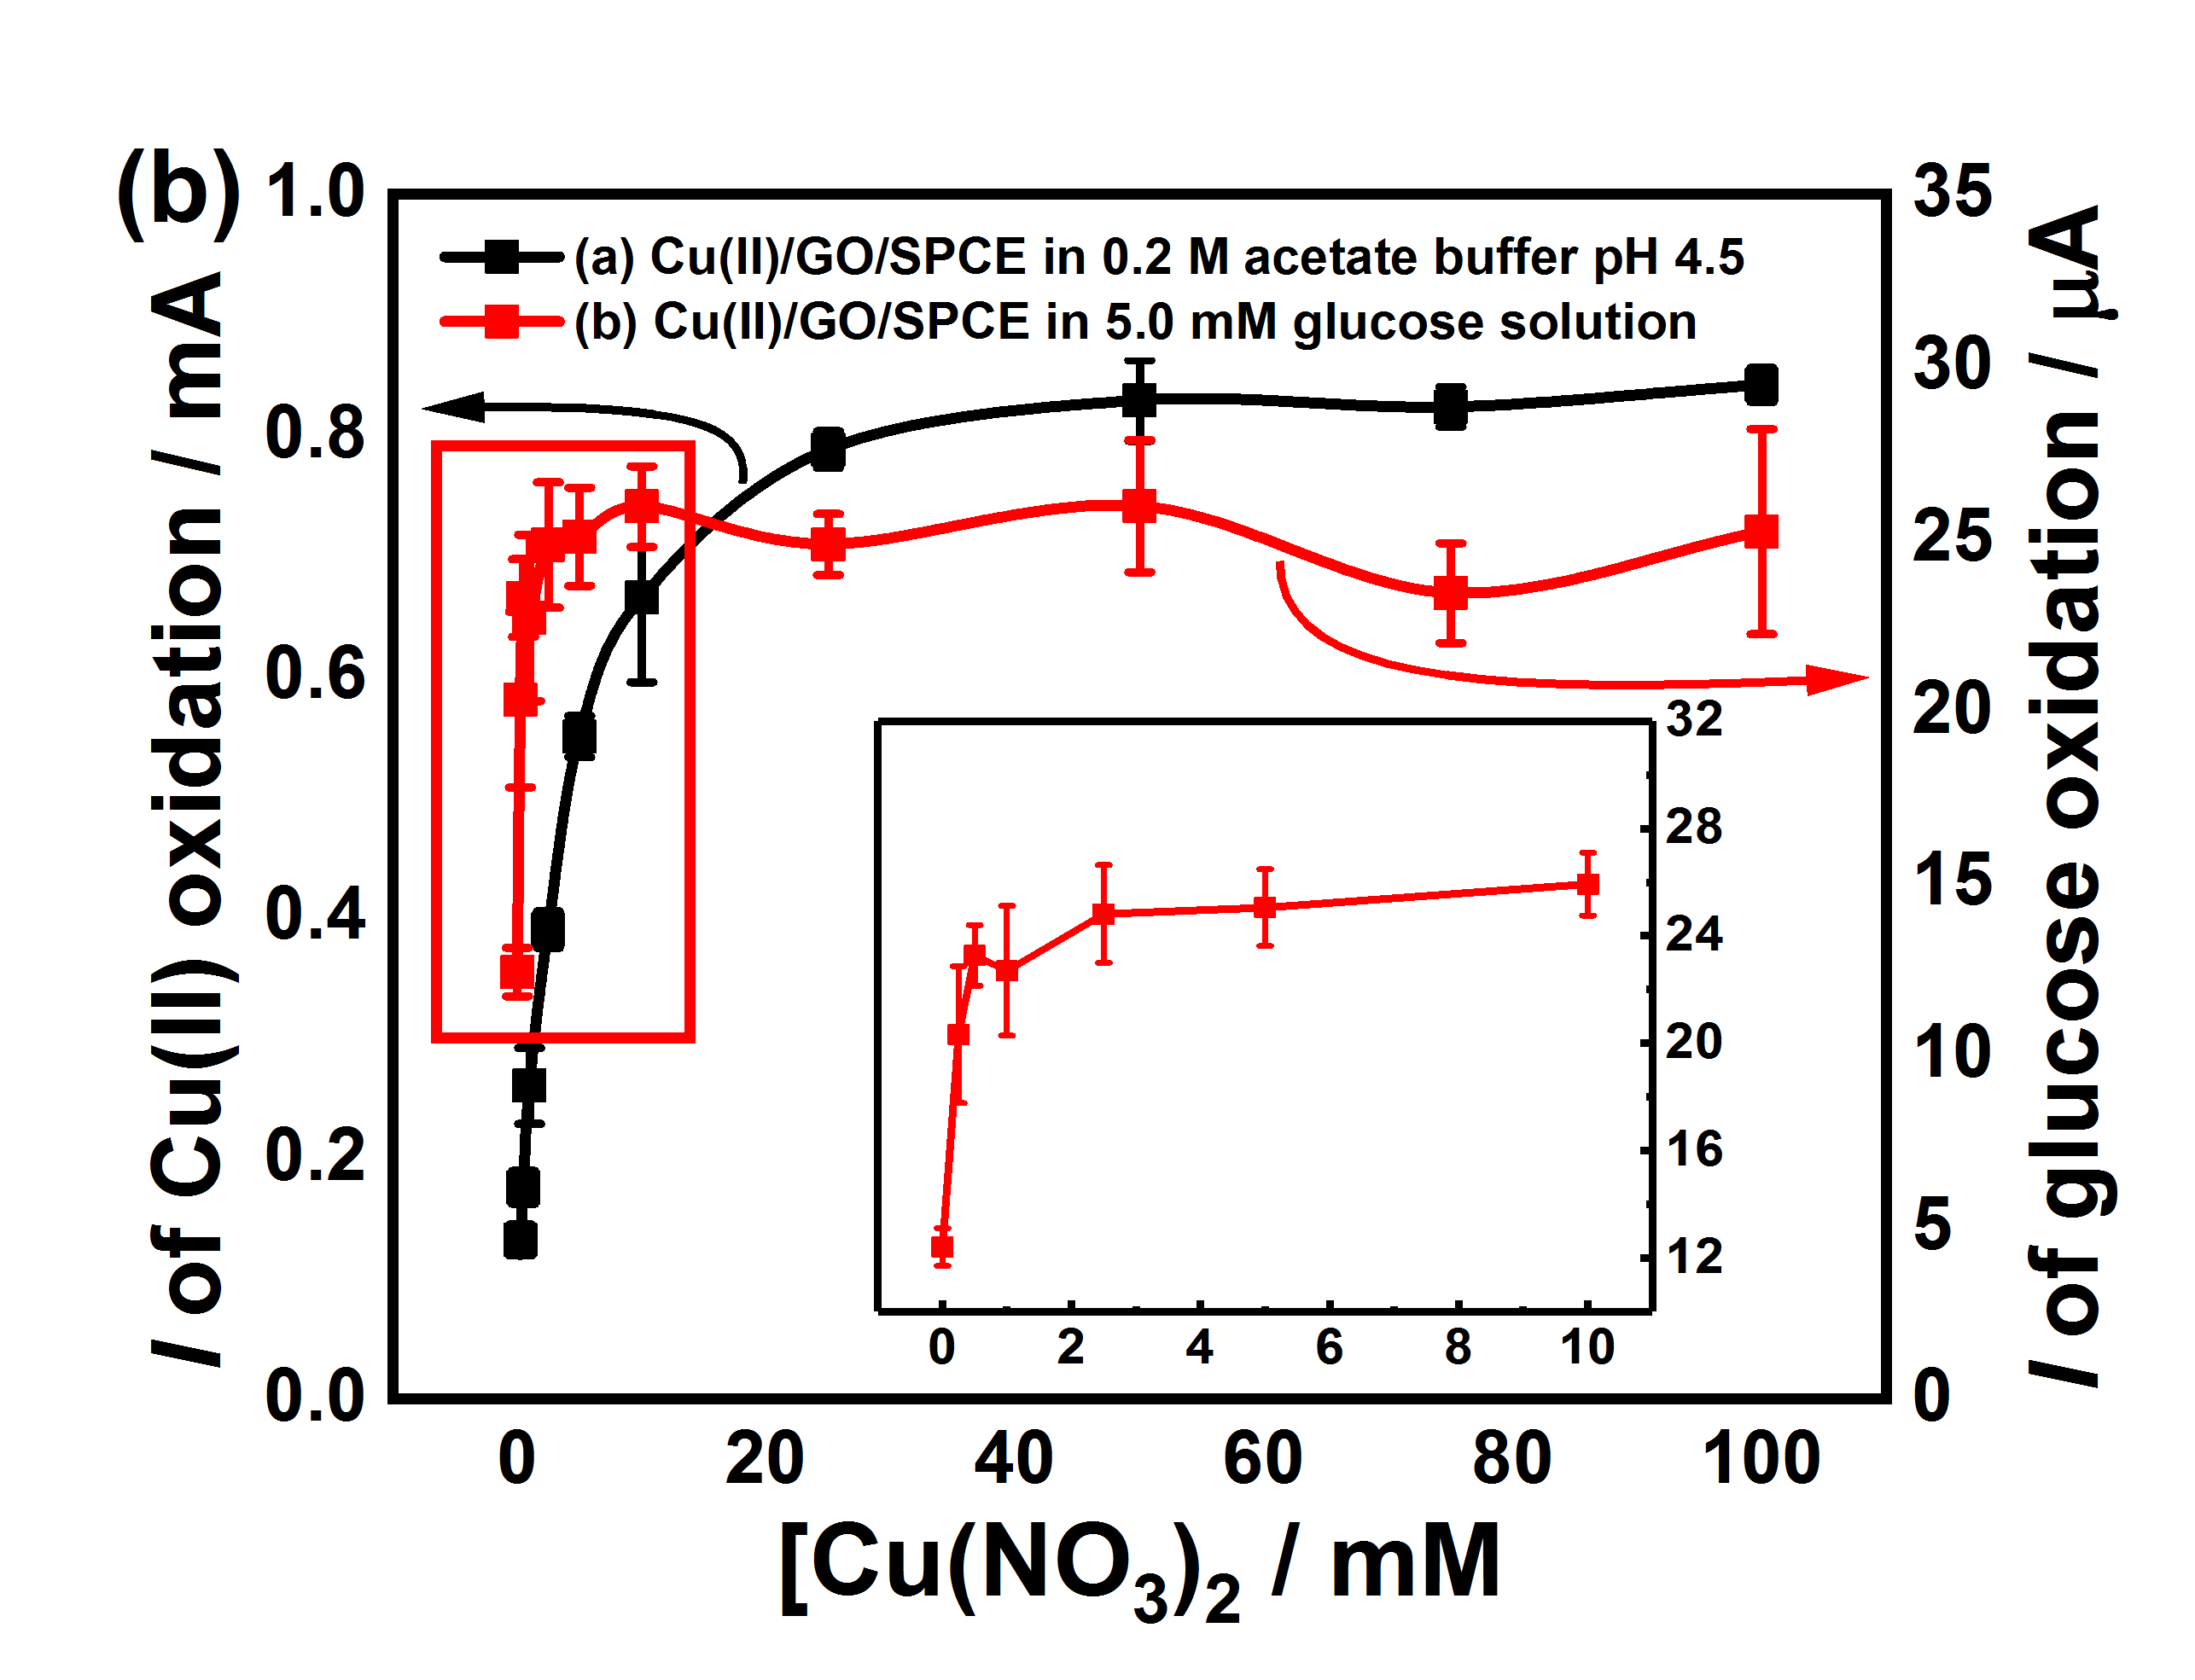 (b)
1.0
0.8
0.6
0.4
0.2
0.0
I of Cu(II) oxidation / mA
(a) Cu(II)/GO/SPCE in 0.2 M acetate buffer pH 4.5
(b) Cu(II)/GO/SPCE in 5.0 mM glucose solution
35
30
25
20
15
10
5
0
I of glucose oxidation / µA
32
28
24
20
16
12
0 2 4 6 8 10
0 20 40 60 80 100
[Cu(NO3)2 / mM